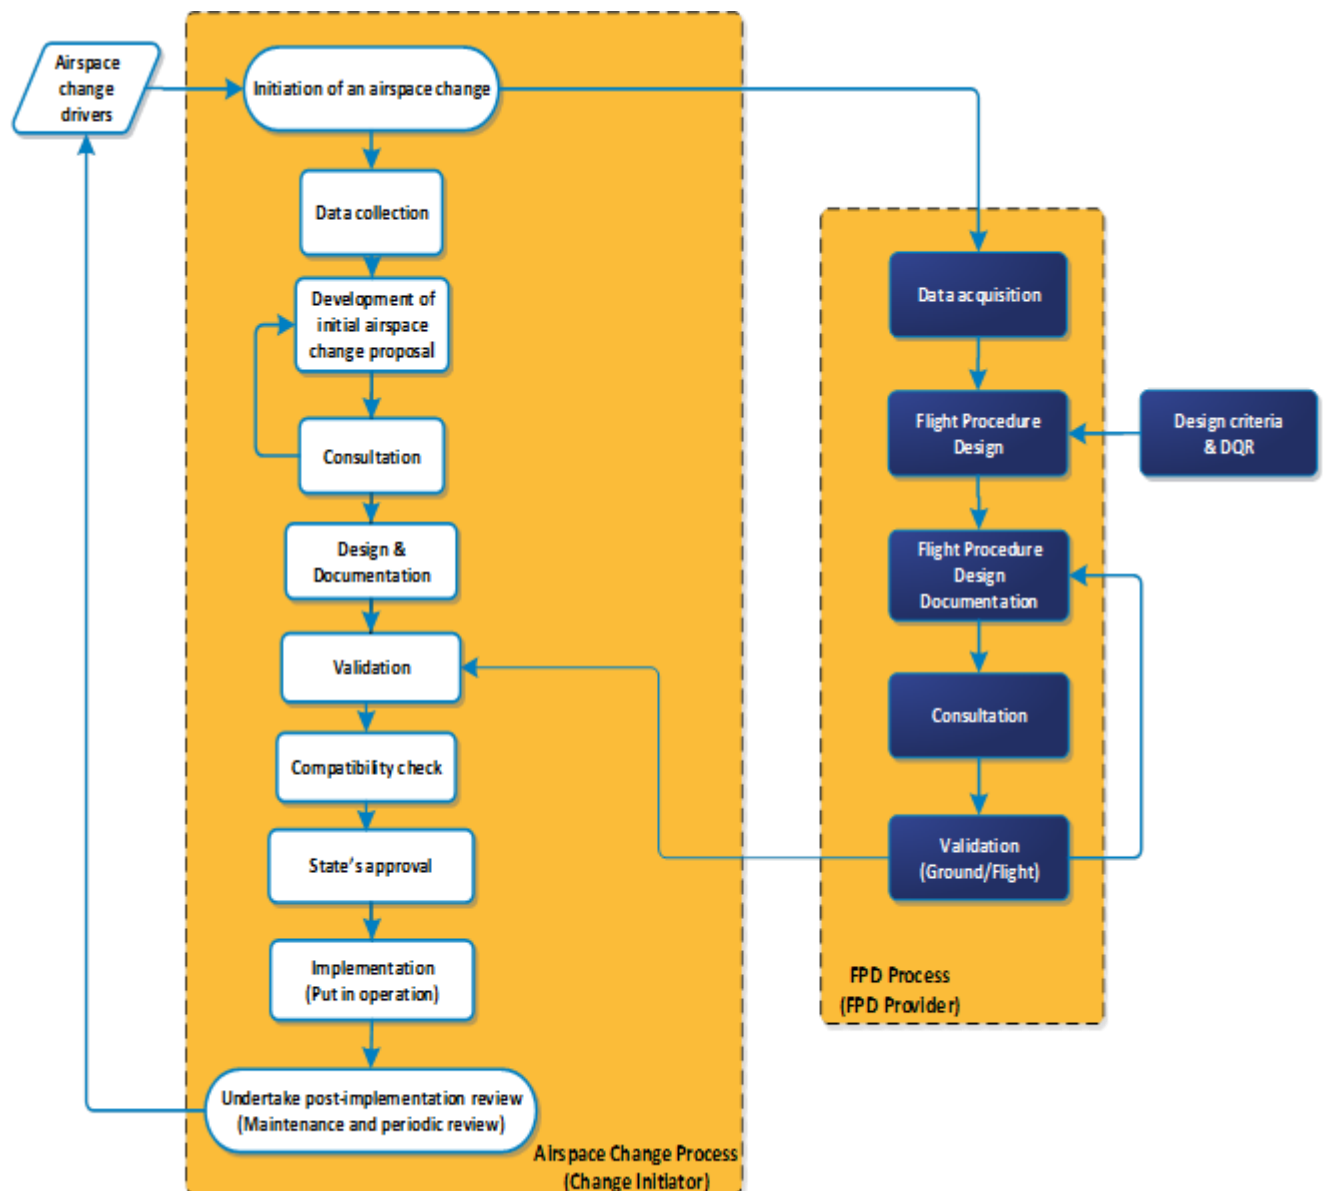 Airspace
change
drivers
Initiation of an airspace change
Data collection
Development of
initial airspace
change proposal
Consultation
Design &
Documentation
Validation
Compatibility check
State's approval
Implementation
(Put in operation)
Undertake post-implementation review
(Maintenance and periodic review)
Airspace Change Process
(Change Initiator)
Data acquisition
Flight Procedure
Design
Design criteria
& DQR
Flight Procedure
Design
Documentation
Consultation
Validation
(Ground/Flight)
FPD Process
(FPD Provider)